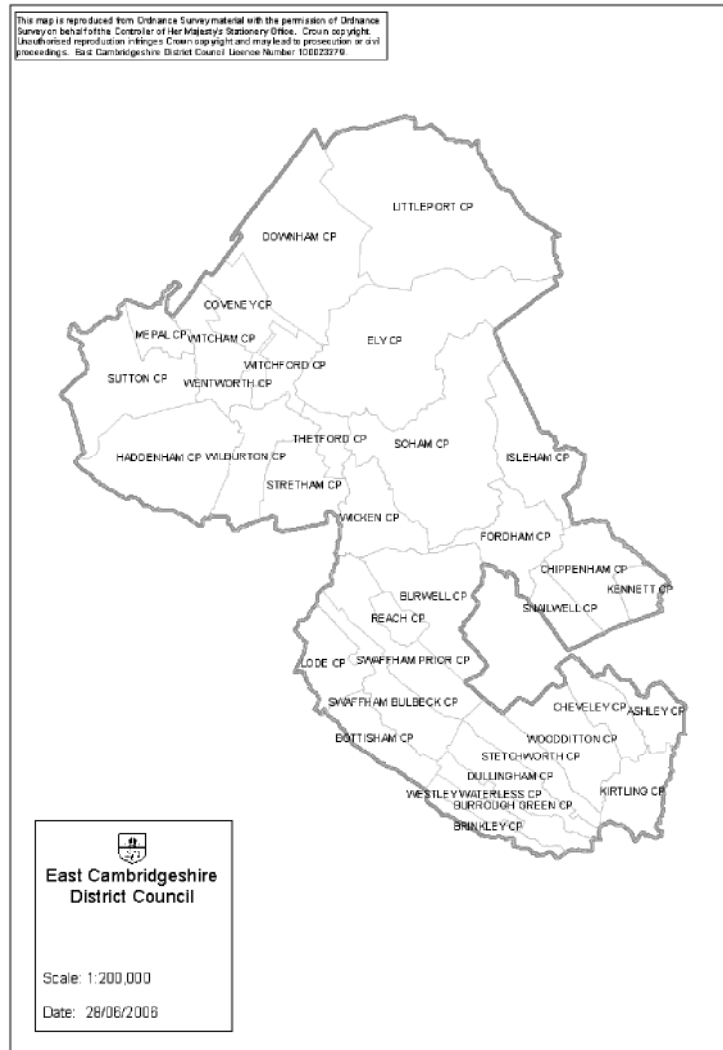 This map is reproduced from Ordnance Survey material with the permission of Ordnance
Survey on behalf of the Controller of Her Majesty's Stationery Office. Crown copyright.
Unauthorised reproduction infringes Crown copyright and may lead to prosecution or civil
proceedings. East Cambridgeshire District Council Licence Number 100023279.
LITTLEPORT CP
DOWNHAM CP
COVENEY CP
MEPAL CP
WITCHAM CP
ELY CP
WITCHFORD CP
SUTTON CP
WENTWORTH CP
THETFORD CP
SOHAM CP
HADDENHAM CP
WILBURTON CP
ISLEHAM CP
STRETHAM CP
WICKEN CP
FORDHAM CP
CHIPPENHAM CP
KENNETT CP
BURWELL CP
SNAILWELL CP
REACH CP
LODE CP
SWAFFHAM PRIOR CP
SWAFFHAM BULBECK CP
CHEVELEY CP
ASHLEY CP
BOTTISHAM CP
WOODDITTON CP
STETCHWORTH CP
DULLINGHAM CP
WESTLEY WATERLESS CP
KIRTLING CP
BURROUGH GREEN CP
BRINKLEY CP
East Cambridgeshire
District Council
Scale: 1:200,000
Date: 28/06/2006